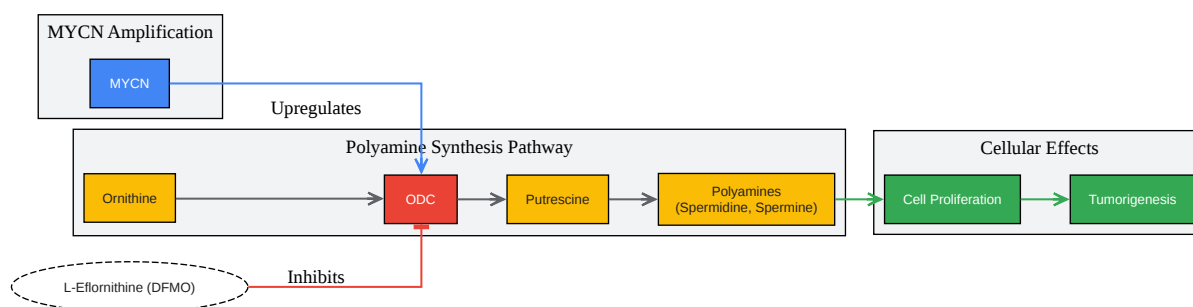 MYCN Amplification
MYCN
Upregulates
Polyamine Synthesis Pathway
Cellular Effects
Ornithine
ODC
Putrescine
Polyamines
(Spermidine, Spermine)
Cell Proliferation
Tumorigenesis
L-Eflornithine (DFMO)
Inhibits